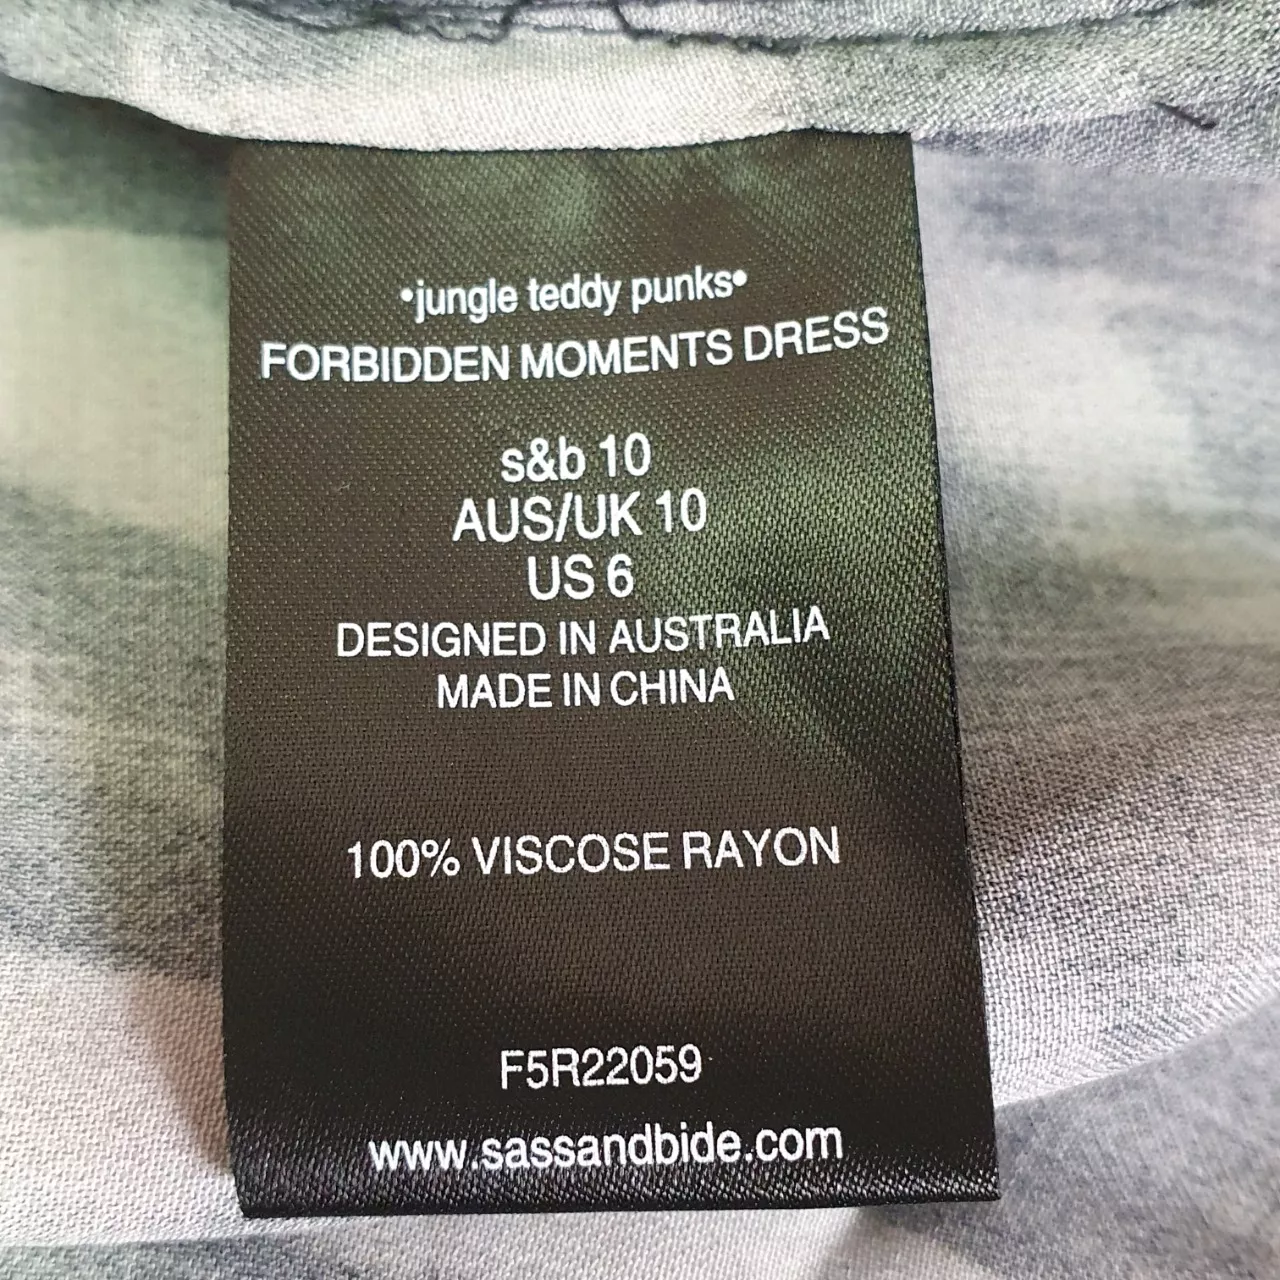 •jungle teddy punks•
FORBIDDEN MOMENTS DRESS
s&b 10
AUS/UK 10
US 6
DESIGNED IN AUSTRALIA
MADE IN CHINA
100% VISCOSE RAYON
F5R22059
www.sassandbide.com